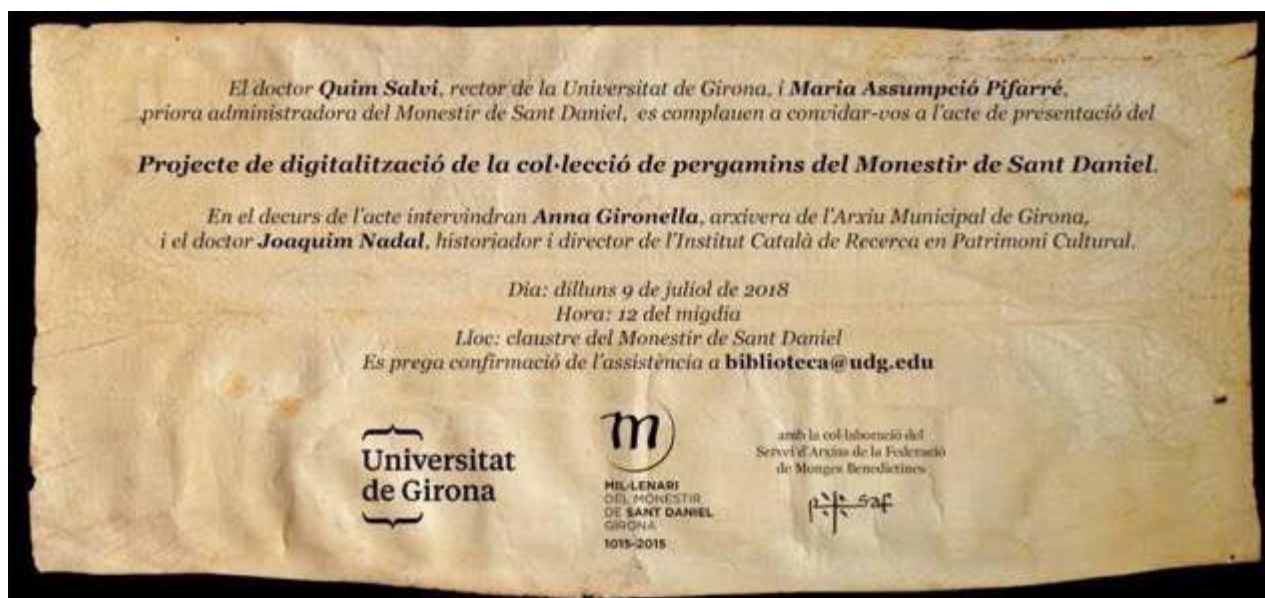 El doctor Quim Salvi, rector de la Universitat de Girona, i Maria Assumpció Pifarré,
priora administradora del Monestir de Sant Daniel, es complauen a convidar-vos a l'acte de presentació del
Projecte de digitalització de la col·lecció de pergamins del Monestir de Sant Daniel.
En el decurs de l'acte intervindran Anna Gironella, arxivera de l'Arxiu Municipal de Girona,
i el doctor Joaquim Nadal, historiador i director de l'Institut Català de Recerca en Patrimoni Cultural.
Dia: dilluns 9 de juliol de 2018
Hora: 12 del migdia
Lloc: claustre del Monestir de Sant Daniel
Es prega confirmació de l'assistència a biblioteca@udg.edu
Universitat
de Girona
m
MIL·LENARI
DEL MONESTIR
DE SANT DANIEL
GIRONA
1015-2015
amb la col·laboració del
Servei d'Arxius de la Federació
de Monges Benedictines
saf